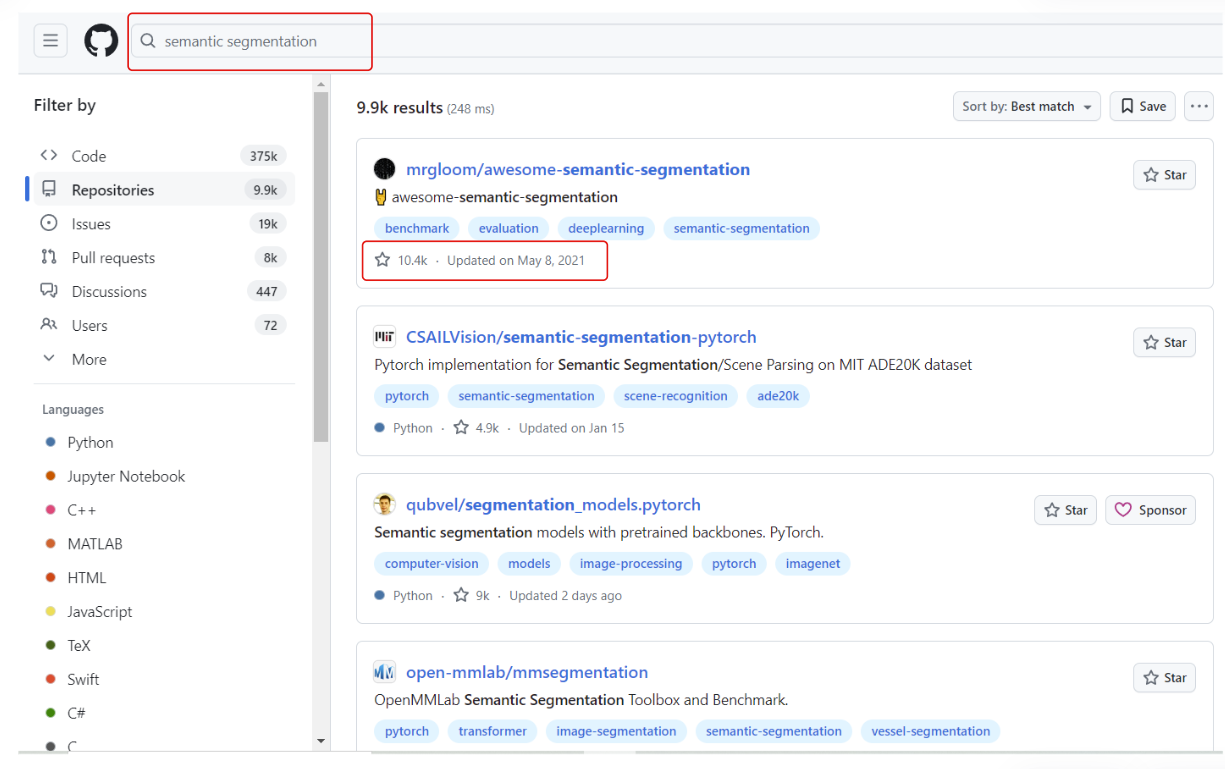 semantic segmentation
Filter by
Code 375k
Repositories 9.9k
Issues 19k
Pull requests 8k
Discussions 447
Users 72
More
Languages
Python
Jupyter Notebook
C++
MATLAB
HTML
JavaScript
TeX
Swift
C#
C
9.9k results (248 ms)
Sort by: Best match Save
mrgloom/awesome-semantic-segmentation Star
awesome-semantic-segmentation
benchmark evaluation deeplearning semantic-segmentation
10.4k · Updated on May 8, 2021
MIT CSAILVision/semantic-segmentation-pytorch Star
Pytorch implementation for Semantic Segmentation/Scene Parsing on MIT ADE20K dataset
pytorch semantic-segmentation scene-recognition ade20k
Python · 4.9k · Updated on Jan 15
qubvel/segmentation_models.pytorch Star Sponsor
Semantic segmentation models with pretrained backbones. PyTorch.
computer-vision models image-processing pytorch imagenet
Python · 9k · Updated 2 days ago
open-mmlab/mmsegmentation Star
OpenMMLab Semantic Segmentation Toolbox and Benchmark.
pytorch transformer image-segmentation semantic-segmentation vessel-segmentation